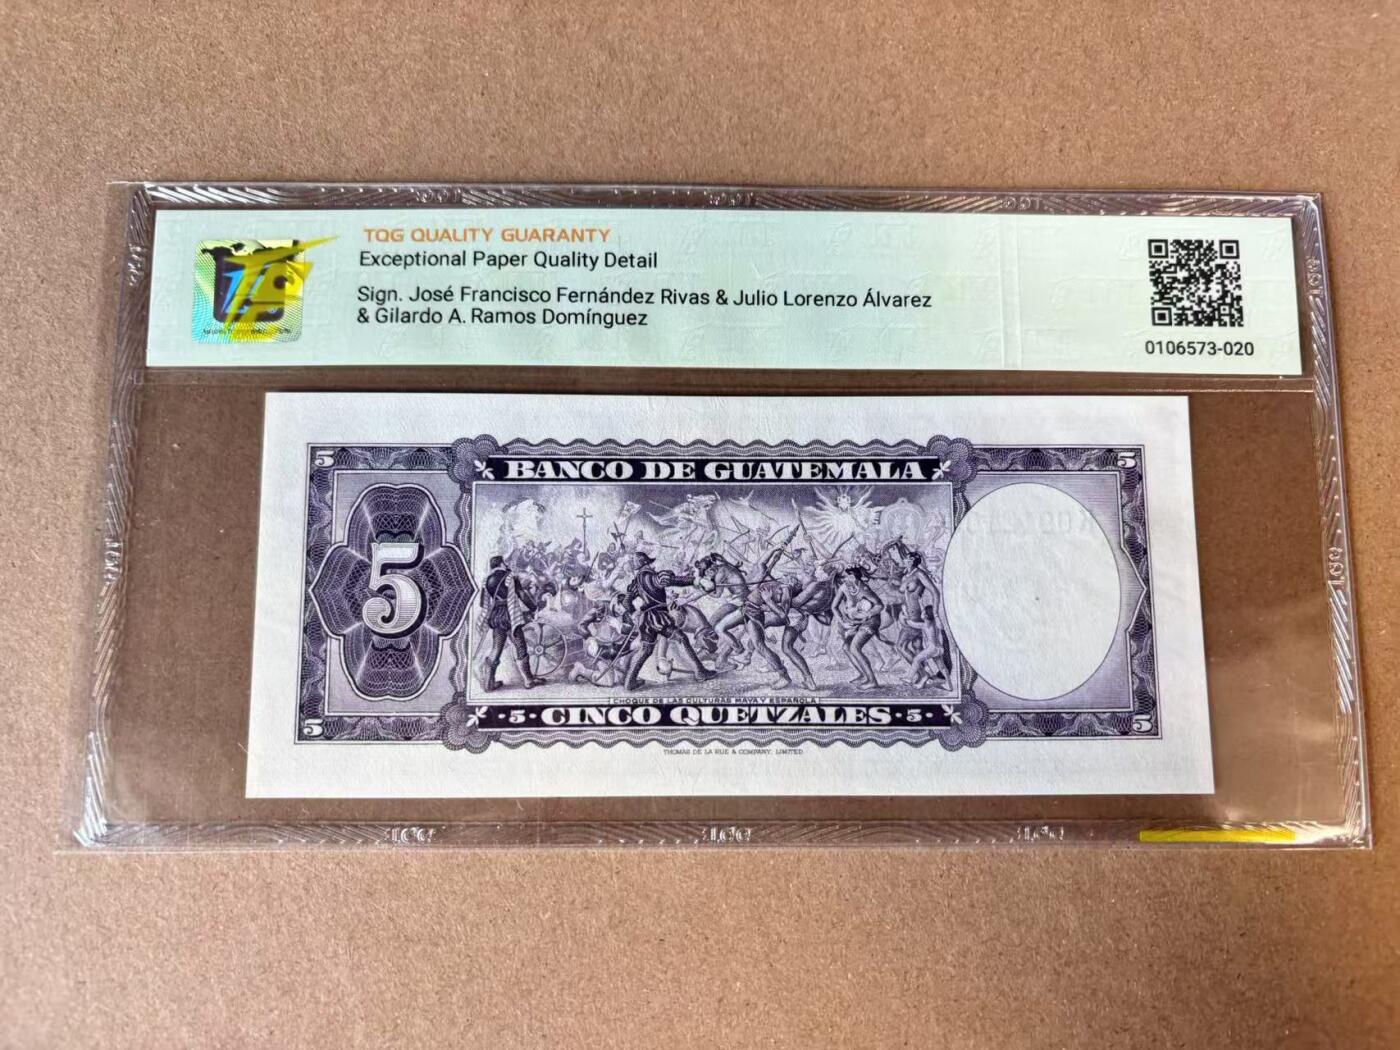 TQG QUALITY GUARANTY
Exceptional Paper Quality Detail
Sign. José Francisco Fernández Rivas & Julio Lorenzo Álvarez
& Gilardo A. Ramos Domínguez
0106573-020
5
5
BANCO DE GUATEMALA
5
CHOQUE DE LAS CULTURAS MAYA Y ESPAÑOLA
5
· 5 · CINCO QUETZALES · 5 ·
5
THOMAS DE LA RUE & COMPANY, LIMITED.